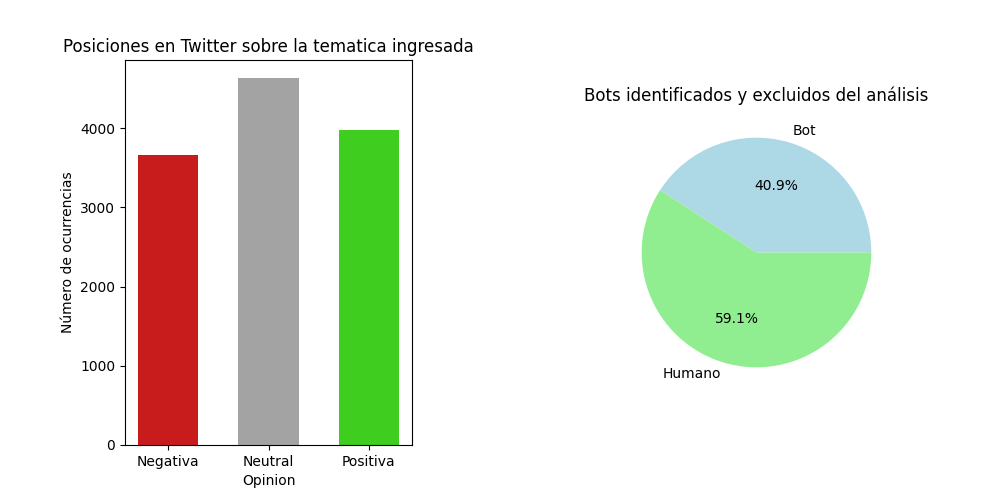 Posiciones en Twitter sobre la tematica ingresada
Número de ocurrencias
4000
3000
2000
1000
0
Negativa
Neutral
Positiva
Opinion
Bots identificados y excluidos del análisis
Bot
40.9%
59.1%
Humano